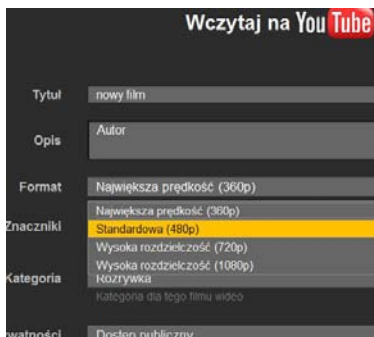 Wczytaj na YouTube
Tytuł nowy film
Opis Autor
Format Największa prędkość (360p)
Największa prędkość (360p)
Znaczniki Standardowa (480p)
Wysoka rozdzielczość (720p)
Wysoka rozdzielczość (1080p)
Kategoria Rozrywka
Kategoria dla tego filmu wideo
watności Dostęp publiczny